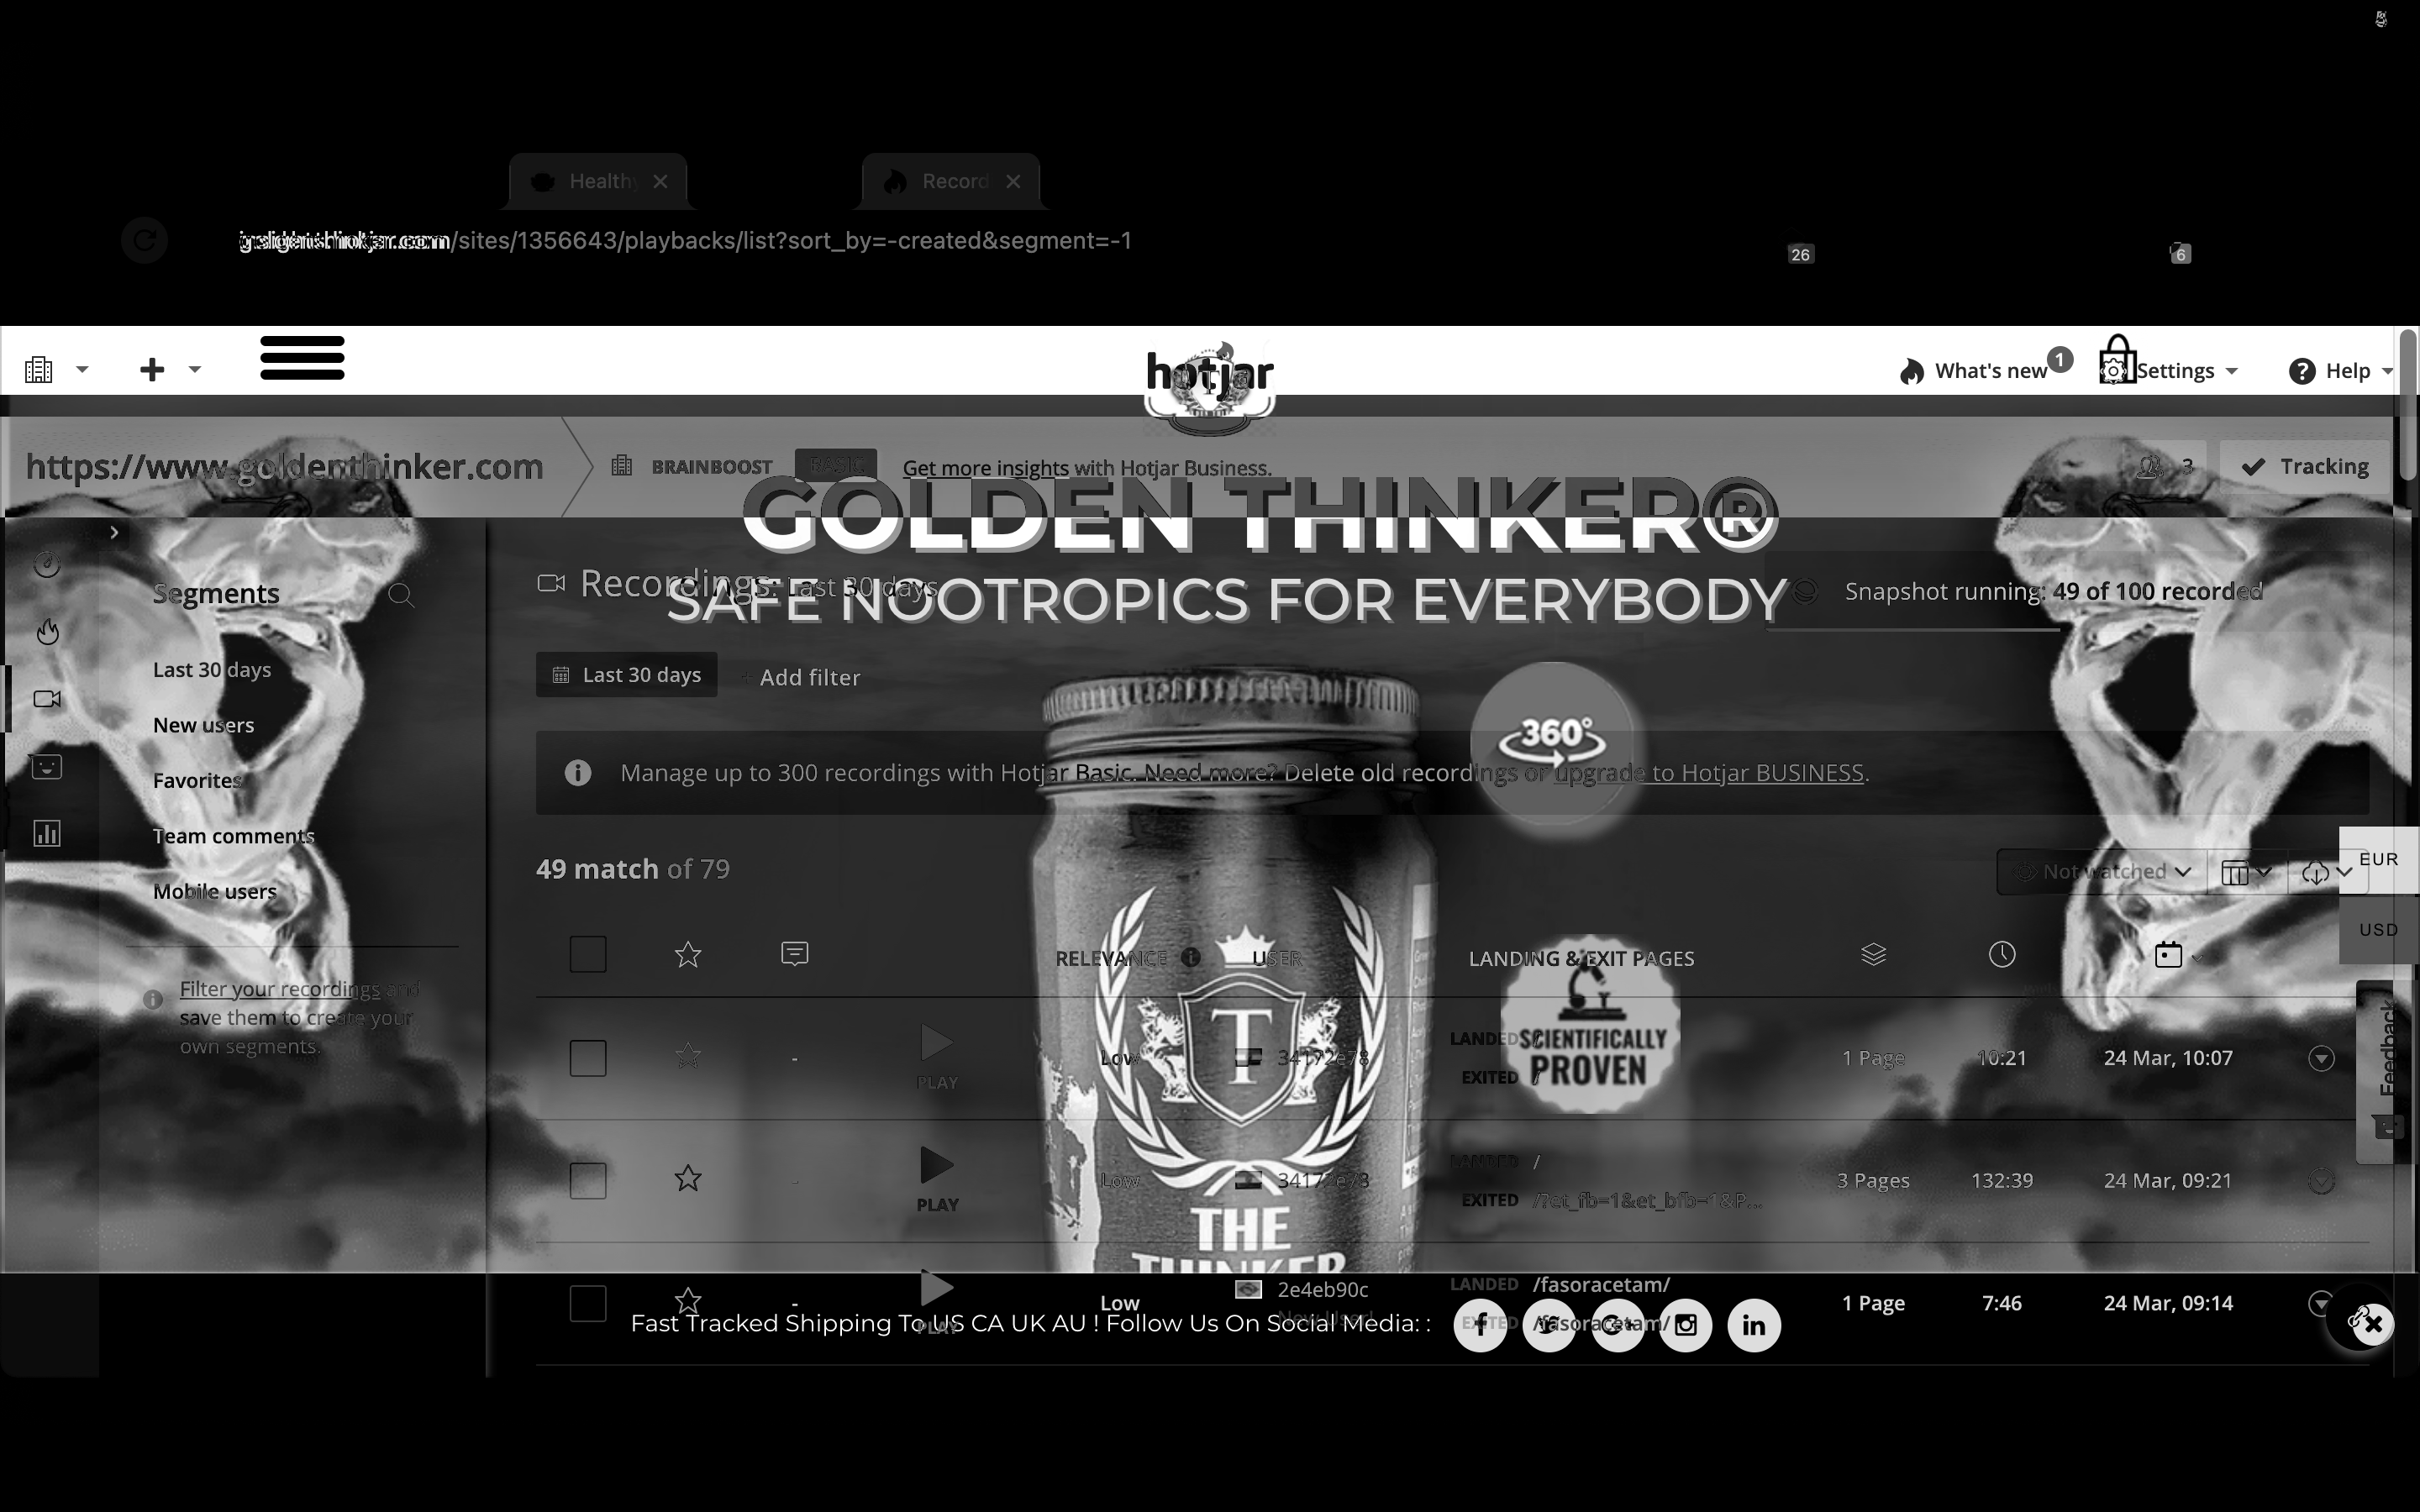 Healthy
Record
/sites/1356643/playbacks/list?sort_by=-created&segment=-1
26
6
hotjar
What's new
1
Settings
Help
https://www.goldenthinker.com
BRAINBOOST
BASIC
Get more insights with Hotjar Business.
3
Tracking
GOLDEN THINKER®
SAFE NOOTROPICS FOR EVERYBODY
Segments
Recordings: Last 30 days
Snapshot running: 49 of 100 recorded
Last 30 days
Last 30 days
+ Add filter
New users
360°
Manage up to 300 recordings with Hotjar Basic. Need more? Delete old recordings or upgrade to Hotjar BUSINESS.
Favorites
Team comments
EUR
49 match of 79
Not watched
Mobile users
USD
RELEVANCE
USER
LANDING & EXIT PAGES
Filter your recordings and
save them to create your
own segments.
Feedback
T
SCIENTIFICALLY
PROVEN
-
PLAY
Low
34172e78
LANDED /
EXITED /
1 Page
10:21
24 Mar, 10:07
-
PLAY
Low
34172e78
LANDED /
EXITED /?et_fb=1&et_bfb=1&P...
3 Pages
132:39
24 Mar, 09:21
THE
THINKER
-
PLAY
Low
2e4eb90c
New User!
LANDED /fasoracetam/
EXITED /fasoracetam/
1 Page
7:46
24 Mar, 09:14
Fast Tracked Shipping To US CA UK AU ! Follow Us On Social Media: :